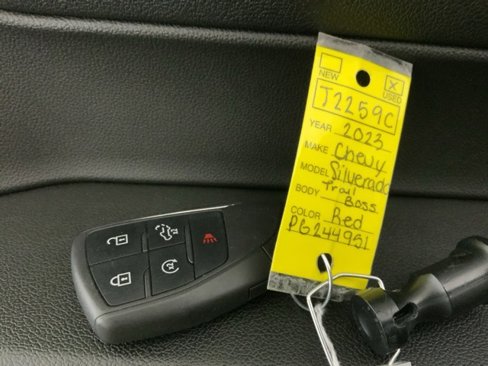 NEW
X
USED
J2259C
YEAR 2023
MAKE Chevy
MODEL Silverado
BODY Trail
Boss
COLOR Red
PG244951